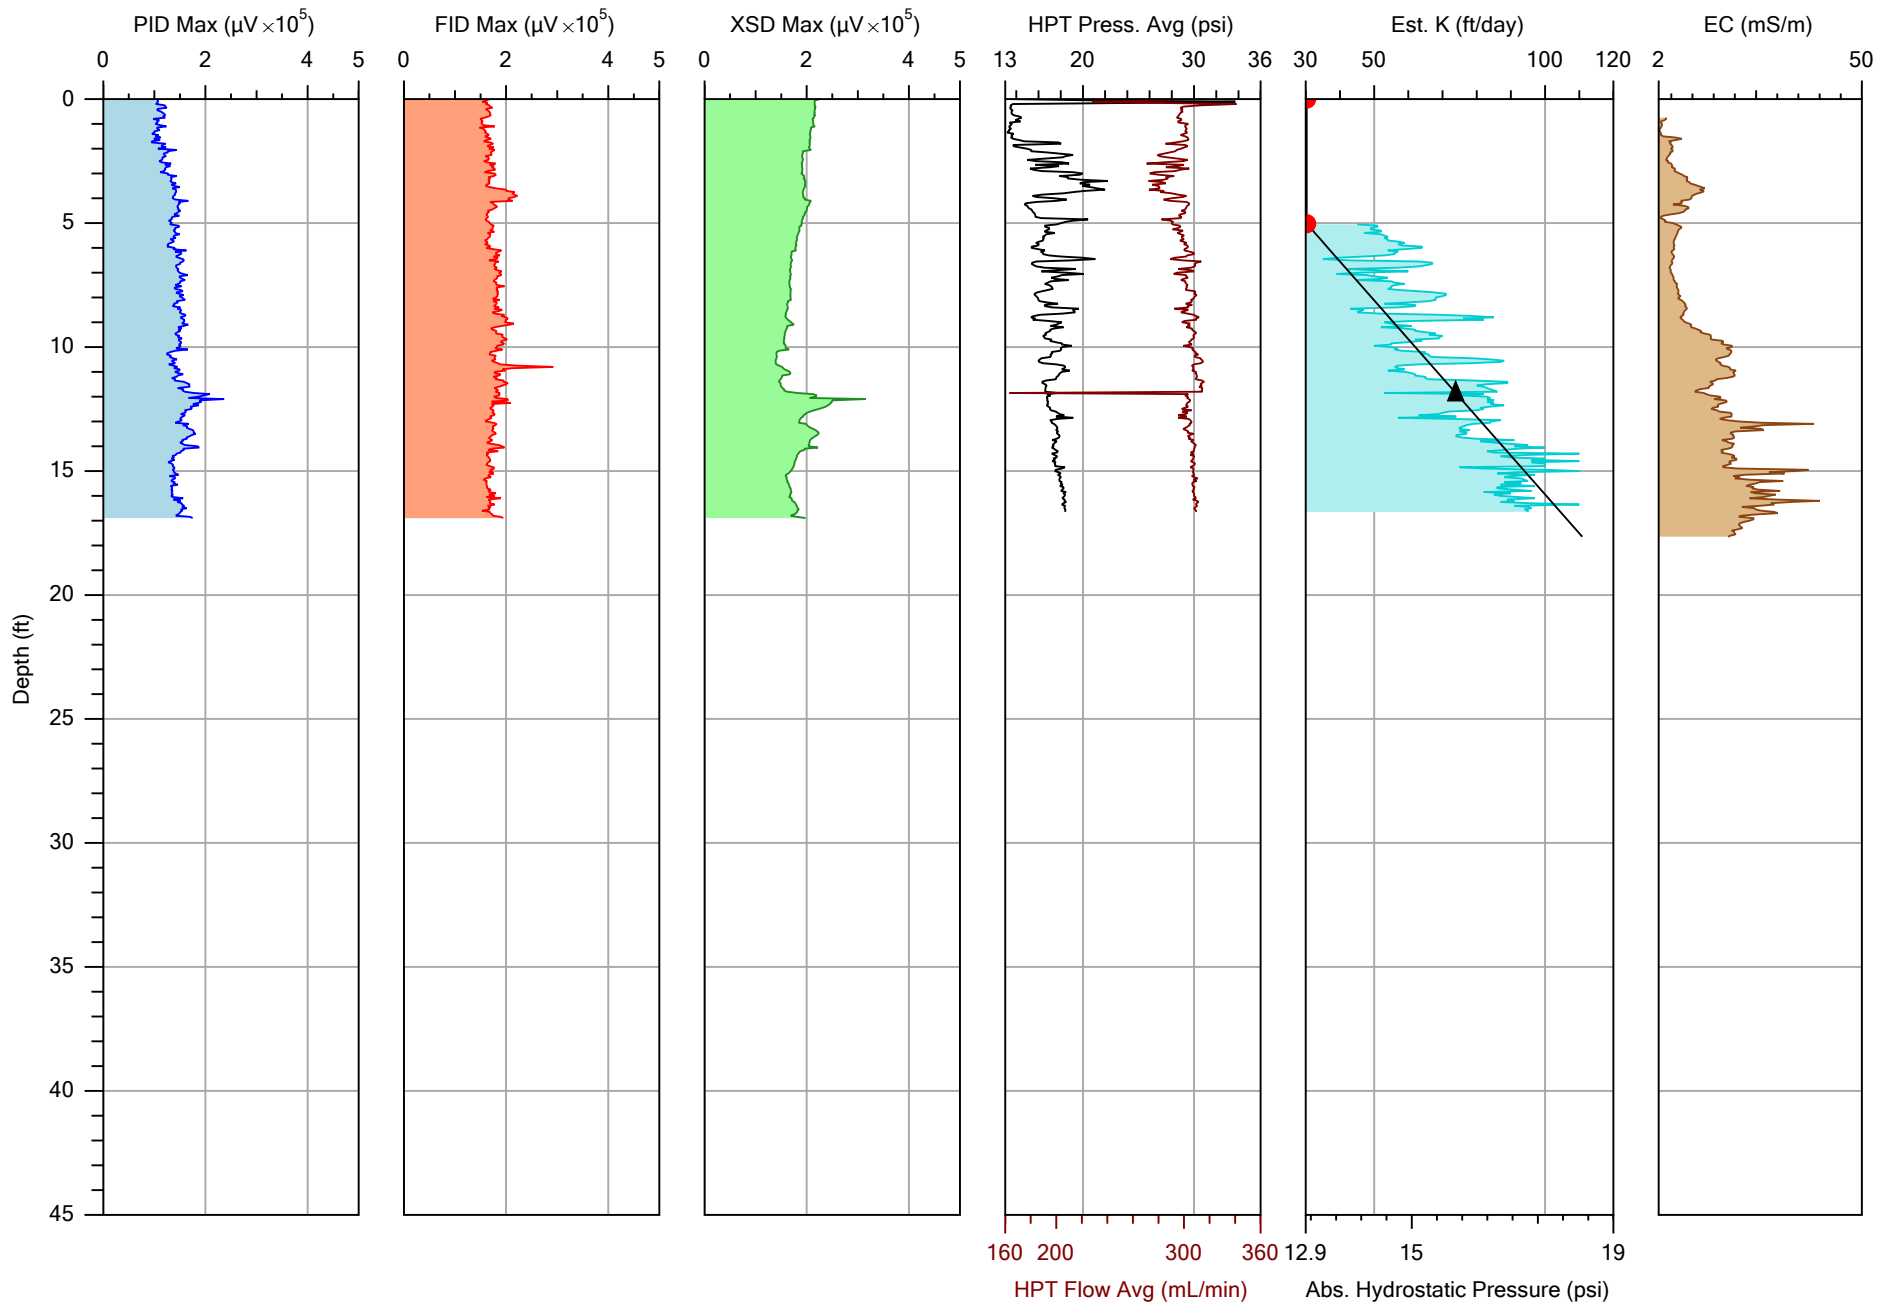 PID Max (µV ×10⁵) FID Max (µV ×10⁵) XSD Max (µV ×10⁵) HPT Press. Avg (psi) Est. K (ft/day) EC (mS/m)
0 2 4 5 0 2 4 5 0 2 4 5 13 20 30 36 30 50 100 120 2 50
0
5
10
15
20
25
30
35
40
45
Depth (ft)
160 200 300 360 12.9 15 19
HPT Flow Avg (mL/min) Abs. Hydrostatic Pressure (psi)